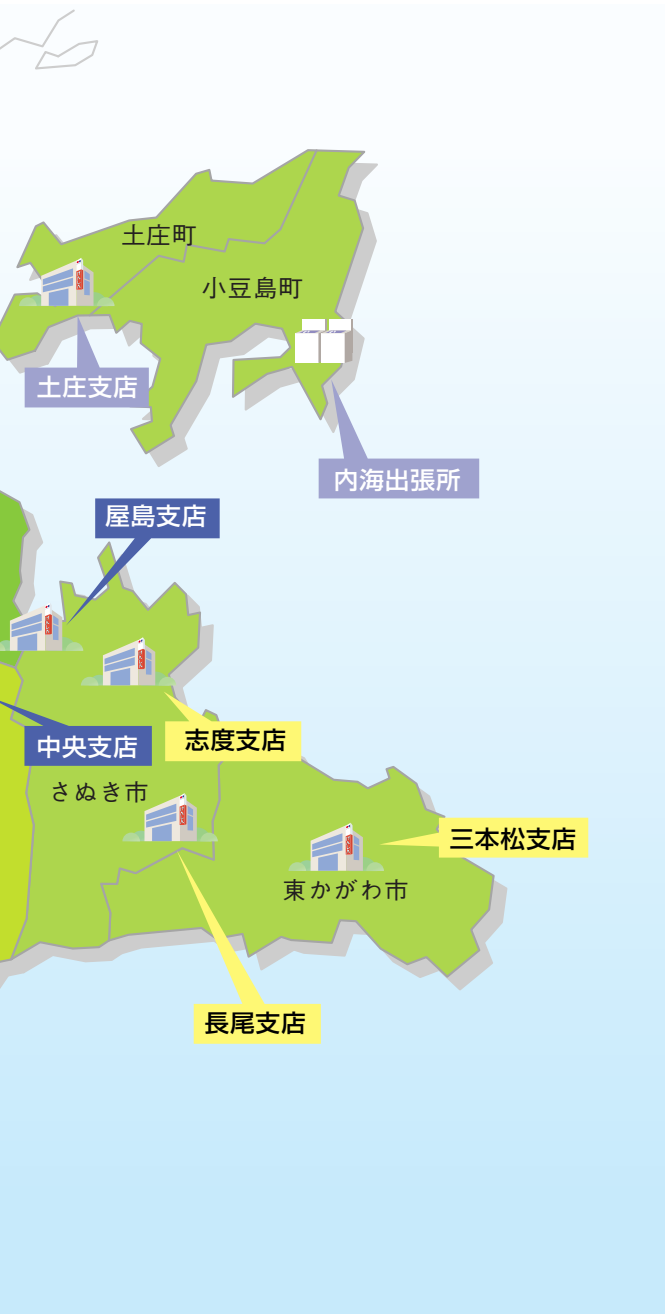 土庄町
小豆島町
土庄支店
内海出張所
屋島支店
中央支店
志度支店
さぬき市
三本松支店
東かがわ市
長尾支店